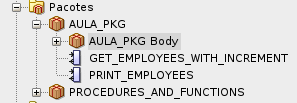 Pacotes
AULA_PKG
AULA_PKG Body
GET_EMPLOYEES_WITH_INCREMENT
PRINT_EMPLOYEES
PROCEDURES_AND_FUNCTIONS